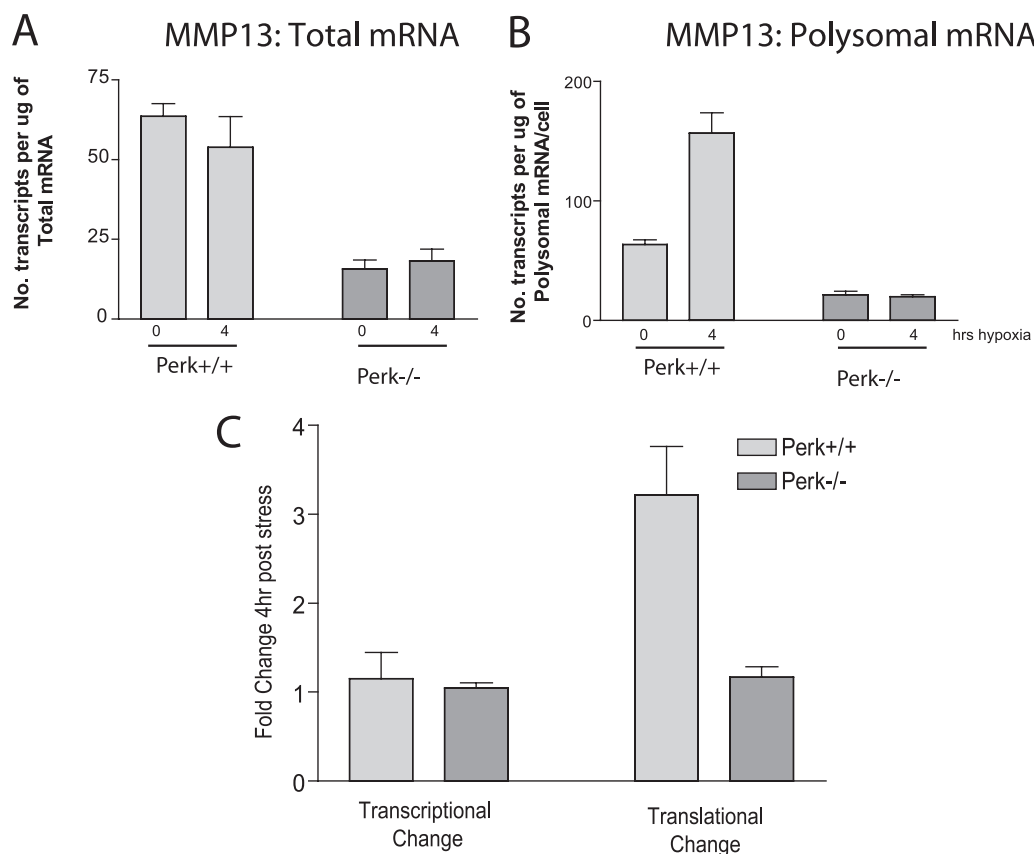 A
MMP13: Total mRNA
No. transcripts per ug of
Total mRNA
75
50
25
0
0
4
0
4
Perk+/+
Perk-/-
B
MMP13: Polysomal mRNA
No. transcripts per ug of
Polysomal mRNA/cell
200
100
0
0
4
0
4
hrs hypoxia
Perk+/+
Perk-/-
C
Fold Change 4hr post stress
4
3
2
1
0
Perk+/+
Perk-/-
Transcriptional
Change
Translational
Change